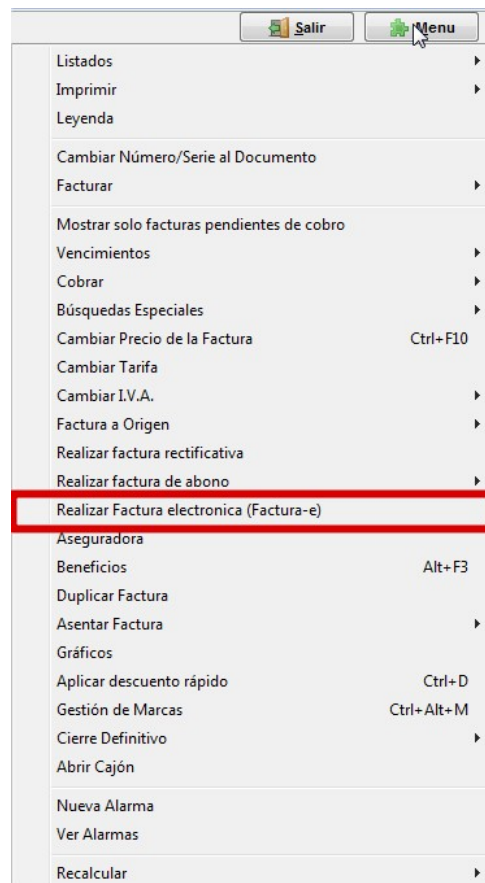 Salir Menu
Listados
Imprimir
Leyenda
Cambiar Número/Serie al Documento
Facturar
Mostrar solo facturas pendientes de cobro
Vencimientos
Cobrar
Búsquedas Especiales
Cambiar Precio de la Factura Ctrl+F10
Cambiar Tarifa
Cambiar I.V.A.
Factura a Origen
Realizar factura rectificativa
Realizar factura de abono
Realizar Factura electronica (Factura-e)
Aseguradora
Beneficios Alt+F3
Duplicar Factura
Asentar Factura
Gráficos
Aplicar descuento rápido Ctrl+D
Gestión de Marcas Ctrl+Alt+M
Cierre Definitivo
Abrir Cajón
Nueva Alarma
Ver Alarmas
Recalcular